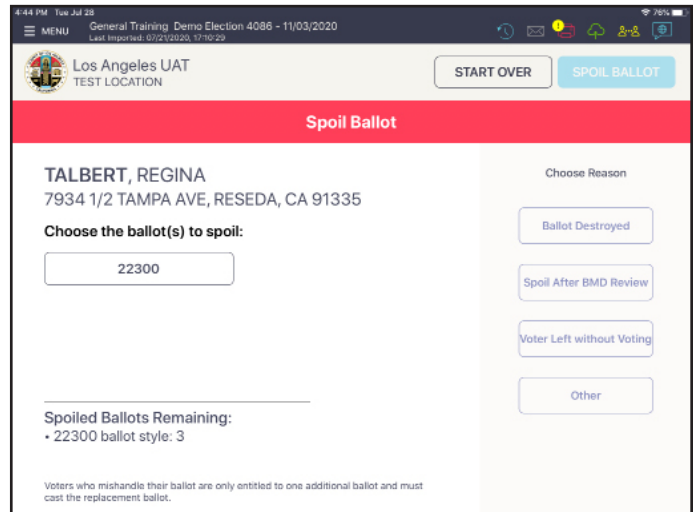 4:44 PM Tue Jul 28
76%
MENU
General Training Demo Election 4086 - 11/03/2020
Last Imported: 07/21/2020, 17:10:29
Los Angeles UAT
TEST LOCATION
START OVER
SPOIL BALLOT
Spoil Ballot
TALBERT, REGINA
7934 1/2 TAMPA AVE, RESEDA, CA 91335
Choose the ballot(s) to spoil:
22300
Spoiled Ballots Remaining:
• 22300 ballot style: 3
Voters who mishandle their ballot are only entitled to one additional ballot and must
cast the replacement ballot.
Choose Reason
Ballot Destroyed
Spoil After BMD Review
Voter Left without Voting
Other